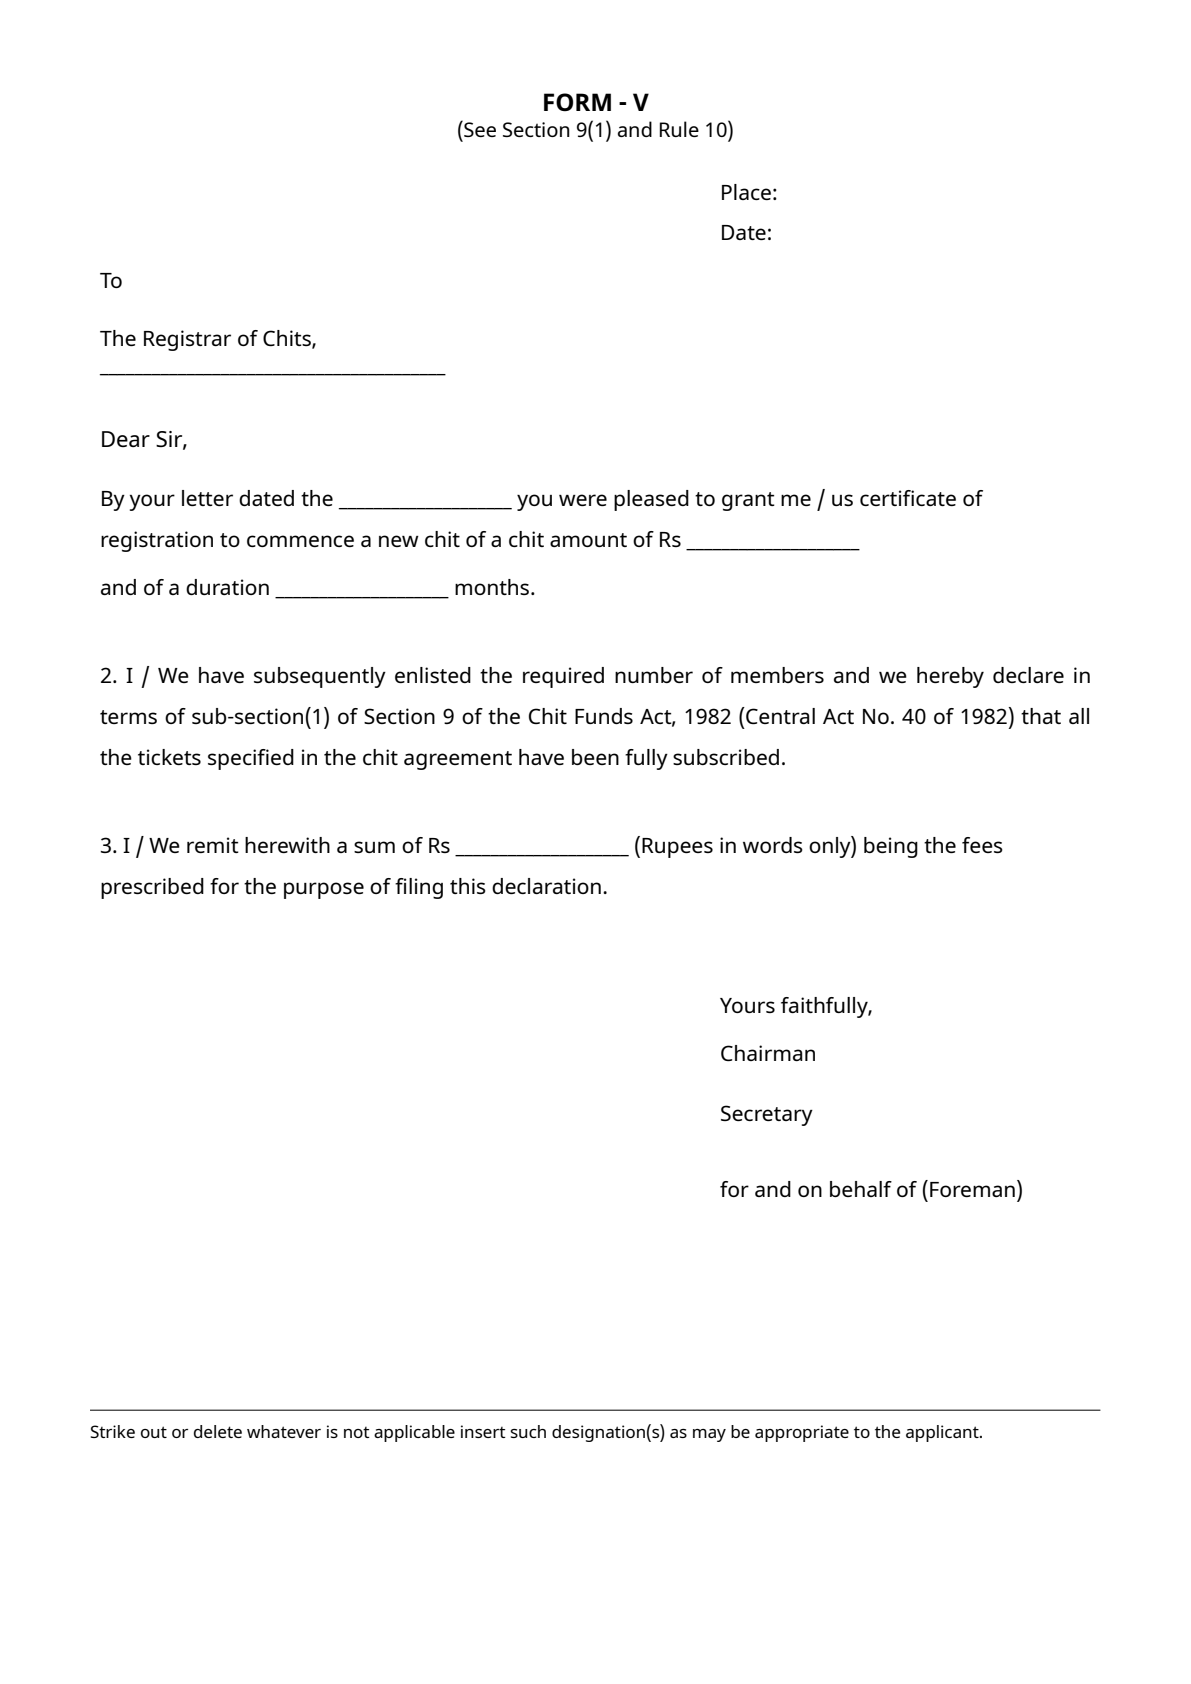 FORM - V
(See Section 9(1) and Rule 10)
Place:
Date:
To
The Registrar of Chits,
________________________________________
Dear Sir,
By your letter dated the ____________________ you were pleased to grant me / us certificate of
registration to commence a new chit of a chit amount of Rs ____________________
and of a duration ____________________ months.
2. I / We have subsequently enlisted the required number of members and we hereby declare in
terms of sub-section(1) of Section 9 of the Chit Funds Act, 1982 (Central Act No. 40 of 1982) that all
the tickets specified in the chit agreement have been fully subscribed.
3. I / We remit herewith a sum of Rs ____________________ (Rupees in words only) being the fees
prescribed for the purpose of filing this declaration.
Yours faithfully,
Chairman
Secretary
for and on behalf of (Foreman)
Strike out or delete whatever is not applicable insert such designation(s) as may be appropriate to the applicant.